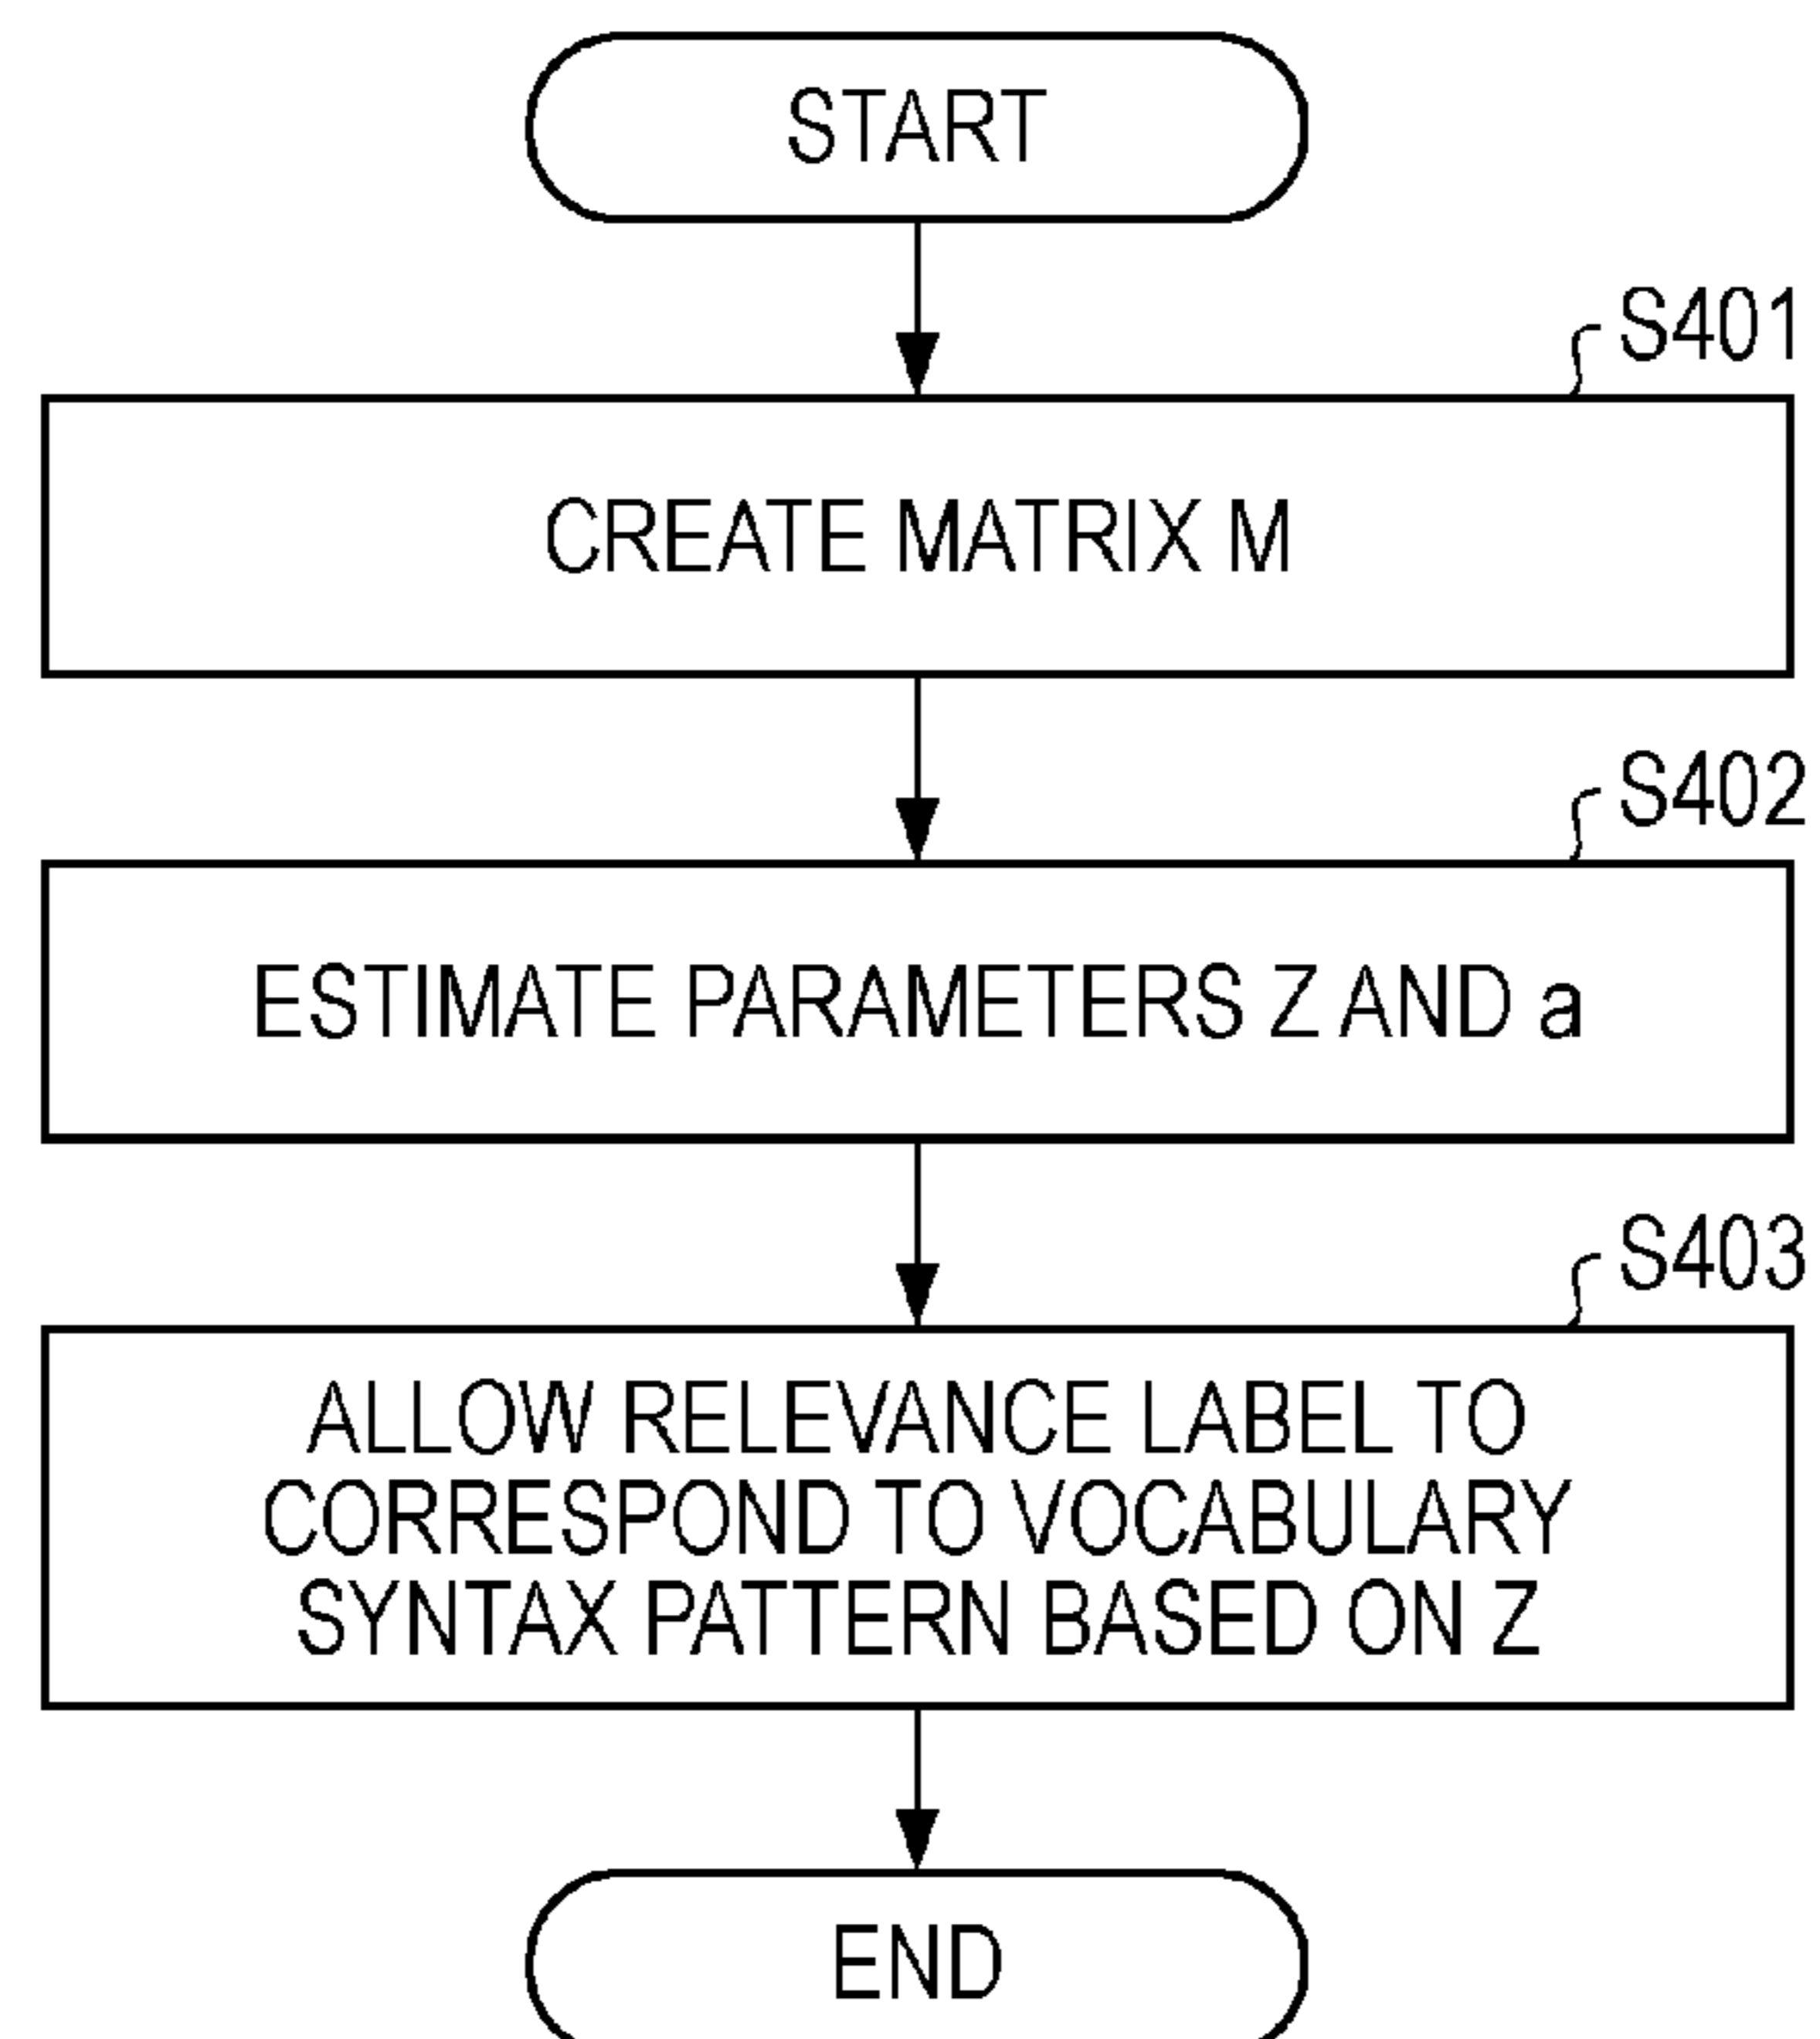 START
S401
CREATE MATRIX M
S402
ESTIMATE PARAMETERS Z AND a
S403
ALLOW RELEVANCE LABEL TO
CORRESPOND TO VOCABULARY
SYNTAX PATTERN BASED ON Z
END